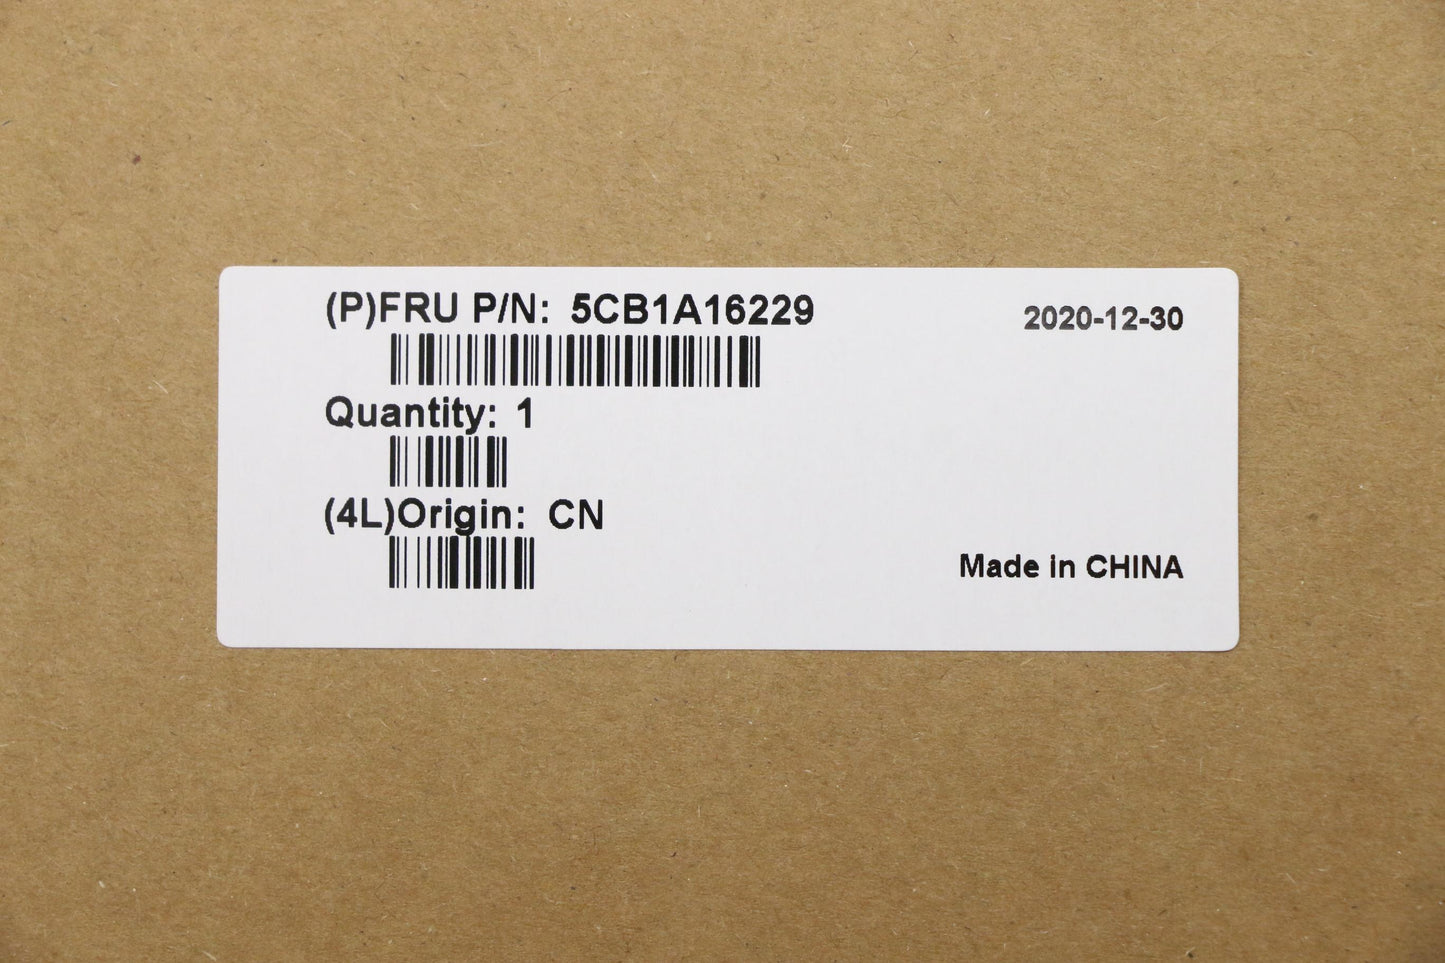 (P)FRU P/N: 5CB1A16229
2020-12-30
Quantity: 1
(4L)Origin: CN
Made in CHINA